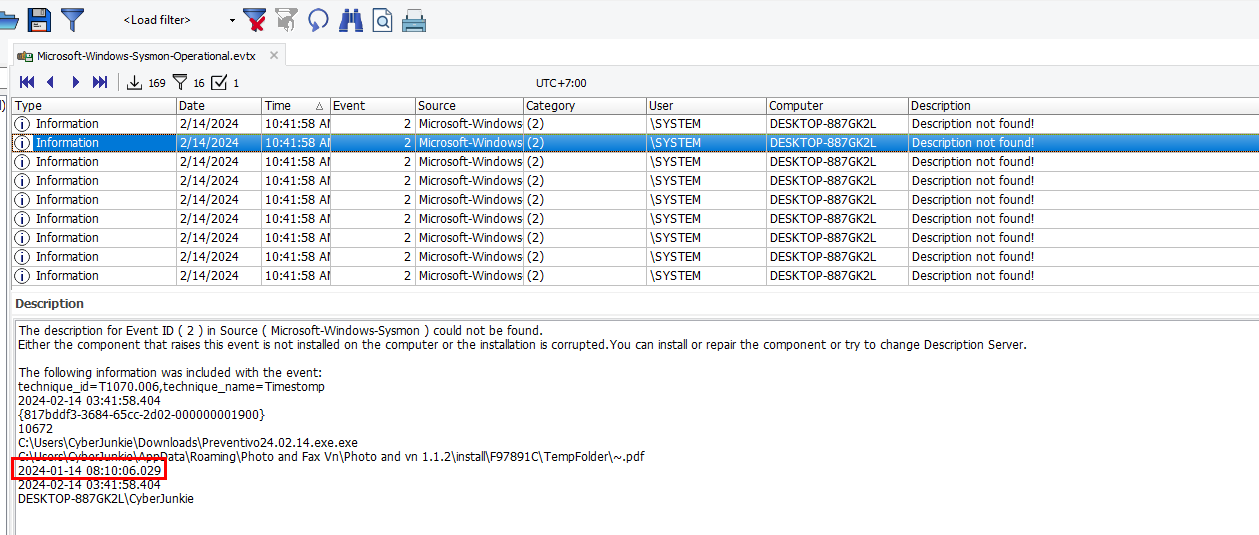 <Load filter>
Microsoft-Windows-Sysmon-Operational.evtx
169 16 1 UTC+7:00
Type Date Time Event Source Category User Computer Description
Information 2/14/2024 10:41:58 AM 2 Microsoft-Windows (2) \SYSTEM DESKTOP-887GK2L Description not found!
Information 2/14/2024 10:41:58 AM 2 Microsoft-Windows (2) \SYSTEM DESKTOP-887GK2L Description not found!
Information 2/14/2024 10:41:58 AM 2 Microsoft-Windows (2) \SYSTEM DESKTOP-887GK2L Description not found!
Information 2/14/2024 10:41:58 AM 2 Microsoft-Windows (2) \SYSTEM DESKTOP-887GK2L Description not found!
Information 2/14/2024 10:41:58 AM 2 Microsoft-Windows (2) \SYSTEM DESKTOP-887GK2L Description not found!
Information 2/14/2024 10:41:58 AM 2 Microsoft-Windows (2) \SYSTEM DESKTOP-887GK2L Description not found!
Information 2/14/2024 10:41:58 AM 2 Microsoft-Windows (2) \SYSTEM DESKTOP-887GK2L Description not found!
Information 2/14/2024 10:41:58 AM 2 Microsoft-Windows (2) \SYSTEM DESKTOP-887GK2L Description not found!
Information 2/14/2024 10:41:58 AM 2 Microsoft-Windows (2) \SYSTEM DESKTOP-887GK2L Description not found!
Description
The description for Event ID ( 2 ) in Source ( Microsoft-Windows-Sysmon ) could not be found.
Either the component that raises this event is not installed on the computer or the installation is corrupted.You can install or repair the component or try to change Description Server.
The following information was included with the event:
technique_id=T1070.006,technique_name=Timestomp
2024-02-14 03:41:58.404
{817bddf3-3684-65cc-2d02-000000001900}
10672
C:\Users\CyberJunkie\Downloads\Preventivo24.02.14.exe.exe
C:\Users\CyberJunkie\AppData\Roaming\Photo and Fax Vn\Photo and vn 1.1.2\install\F97891C\TempFolder\~.pdf
2024-01-14 08:10:06.029
2024-02-14 03:41:58.404
DESKTOP-887GK2L\CyberJunkie